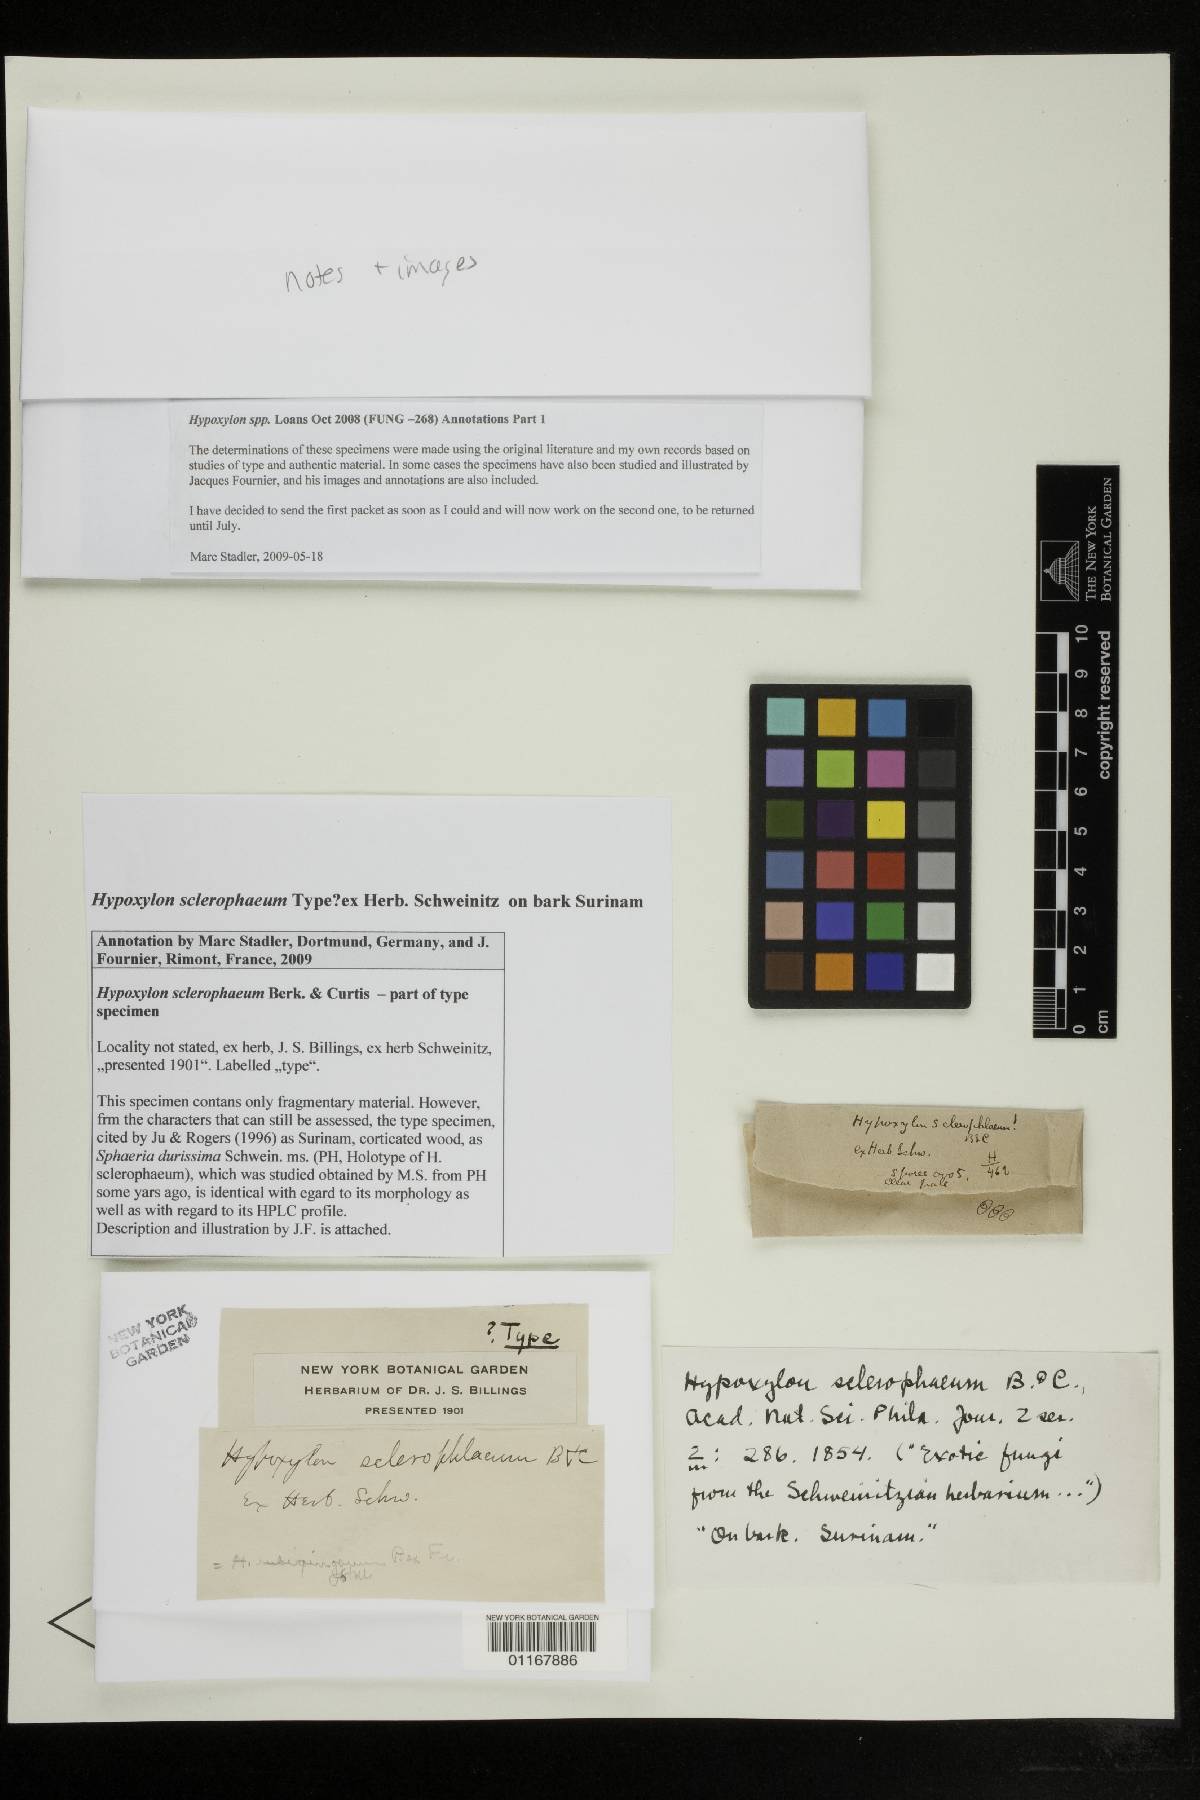 notes + images
Hypoxylon spp. Loans Oct 2008 (FUNG –268) Annotations Part 1
The determinations of these specimens were made using the original literature and my own records based on
studies of type and authentic material. In some cases the specimens have also been studied and illustrated by
Jacques Fournier, and his images and annotations are also included.
I have decided to send the first packet as soon as I could and will now work on the second one, to be returned
until July.
Marc Stadler, 2009-05-18
THE NEW YORK
BOTANICAL GARDEN
copyright reserved
10
9
8
7
6
5
4
3
2
1
0
cm
Hypoxylon sclerophaeum Type?ex Herb. Schweinitz on bark Surinam
Annotation by Marc Stadler, Dortmund, Germany, and J.
Fournier, Rimont, France, 2009
Hypoxylon sclerophaeum Berk. & Curtis – part of type
specimen
Locality not stated, ex herb, J. S. Billings, ex herb Schweinitz,
„presented 1901“. Labelled „type“.
This specimen contans only fragmentary material. However,
frm the characters that can still be assessed, the type specimen,
cited by Ju & Rogers (1996) as Surinam, corticated wood, as
Sphaeria durissima Schwein. ms. (PH, Holotype of H.
sclerophaeum), which was studied obtained by M.S. from PH
some yars ago, is identical with egard to its morphology as
well as with regard to its HPLC profile.
Description and illustration by J.F. is attached.
Hypoxylon sclerophlaeum!
B&C
ex Herb Schw.
H
462
NEW YORK
BOTANICAL
GARDEN
? Type
NEW YORK BOTANICAL GARDEN
HERBARIUM OF DR. J. S. BILLINGS
PRESENTED 1901
Hypoxylon sclerophlaeum B & C
Ex Herb. Schw.
= H. Fr.
Hypoxylon sclerophaeum B. & C.,
Acad. Nat. Sci. Phila. Jour. 2 ser.
2: 286. 1854. ("Exotic fungi
from the Schweinitzian herbarium ...")
"On bark. Surinam."
NEW YORK BOTANICAL GARDEN
01167886